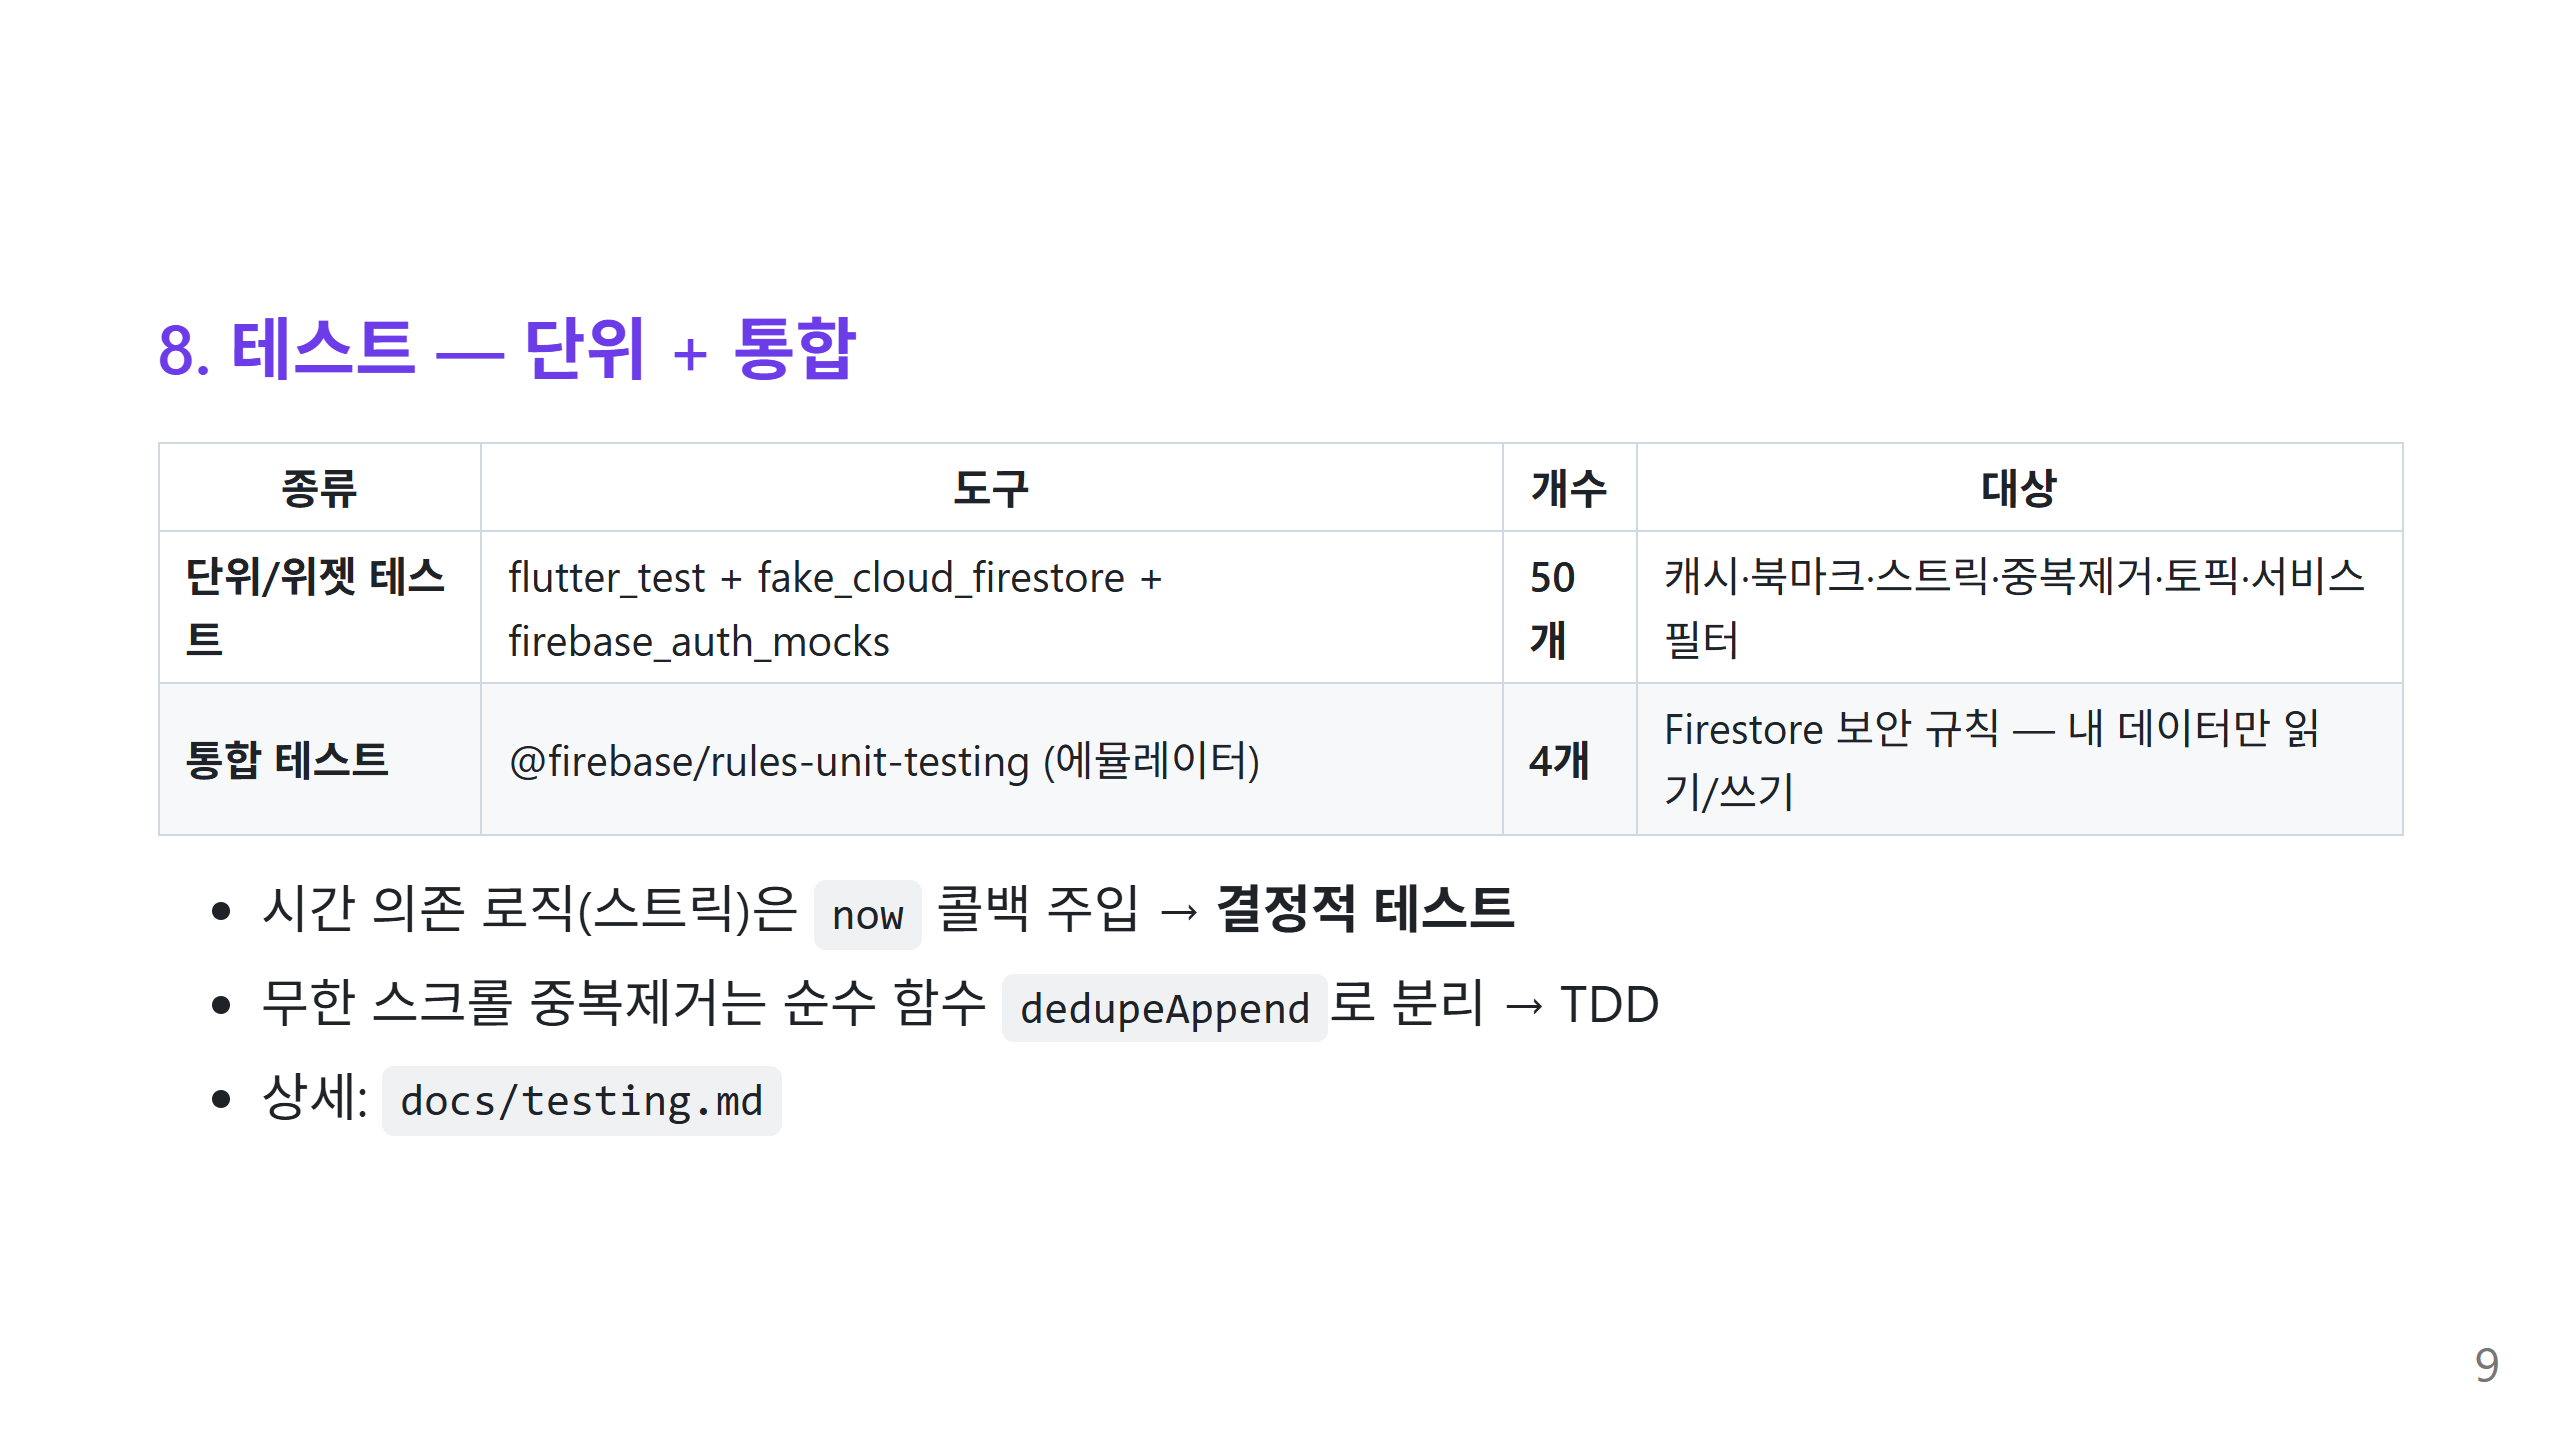 8. 테스트 — 단위 + 통합
종류 도구 개수 대상
단위/위젯 테스
트
flutter_test + fake_cloud_firestore +
firebase_auth_mocks
50
개
캐시·북마크·스트릭·중복제거·토픽·서비스
필터
통합 테스트
@firebase/rules-unit-testing (에뮬레이터)
4개
Firestore 보안 규칙 — 내 데이터만 읽
기/쓰기
• 시간 의존 로직(스트릭)은 now 콜백 주입 → 결정적 테스트
• 무한 스크롤 중복제거는 순수 함수 dedupeAppend로 분리 → TDD
• 상세: docs/testing.md
9